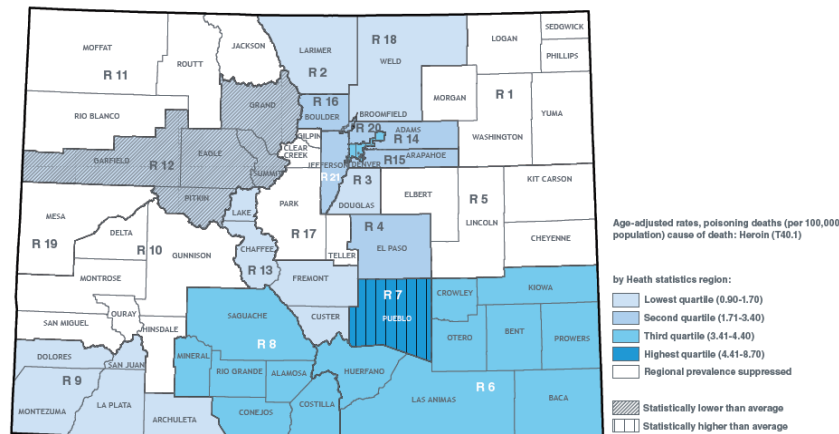 SEDGWICK
LOGAN
JACKSON
R 18
LARIMER
MOFFAT
PHILLIPS
WELD
ROUTT
R 2
R 11
R 1
MORGAN
YUMA
R 16
GRAND
RIO BLANCO
BOULDER
BROOMFIELD
R 20
ADAMS
WASHINGTON
GILPIN
R 14
CLEAR
CREEK
EAGLE
GARFIELD
R 12
ARAPAHOE
R15
JEFFERSON
DENVER
SUMMIT
R 21
R 3
KIT CARSON
PITKIN
ELBERT
R 5
PARK
DOUGLAS
LAKE
MESA
LINCOLN
DELTA
R 4
CHEYENNE
R 19
R 10
R 17
EL PASO
CHAFFEE
GUNNISON
TELLER
R 13
MONTROSE
FREMONT
KIOWA
R 7
CROWLEY
OURAY
SAGUACHE
CUSTER
PUEBLO
SAN MIGUEL
HINSDALE
BENT
PROWERS
OTERO
R 8
DOLORES
MINERAL
SAN JUAN
RIO GRANDE
ALAMOSA
HUERFANO
R 9
R 6
LAS ANIMAS
BACA
LA PLATA
COSTILLA
MONTEZUMA
CONEJOS
ARCHULETA
Age-adjusted rates, poisoning deaths (per 100,000
population) cause of death: Heroin (T40.1)
by Heath statistics region:
Lowest quartile (0.90-1.70)
Second quartile (1.71-3.40)
Third quartile (3.41-4.40)
Highest quartile (4.41-8.70)
Regional prevalence suppressed
Statistically lower than average
Statistically higher than average